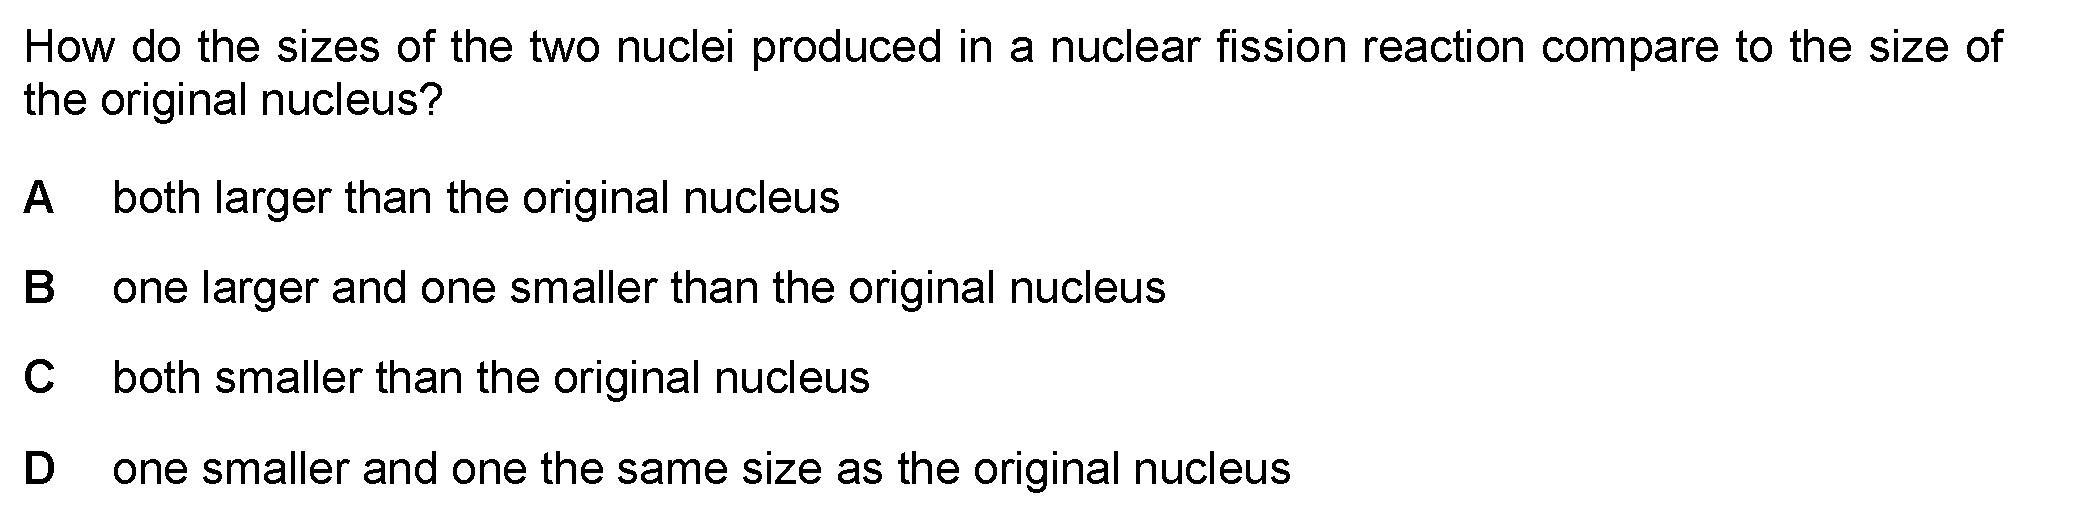 How do the sizes of the two nuclei produced in a nuclear fission reaction compare to the size of
the original nucleus?
A both larger than the original nucleus
B one larger and one smaller than the original nucleus
C both smaller than the original nucleus
D one smaller and one the same size as the original nucleus